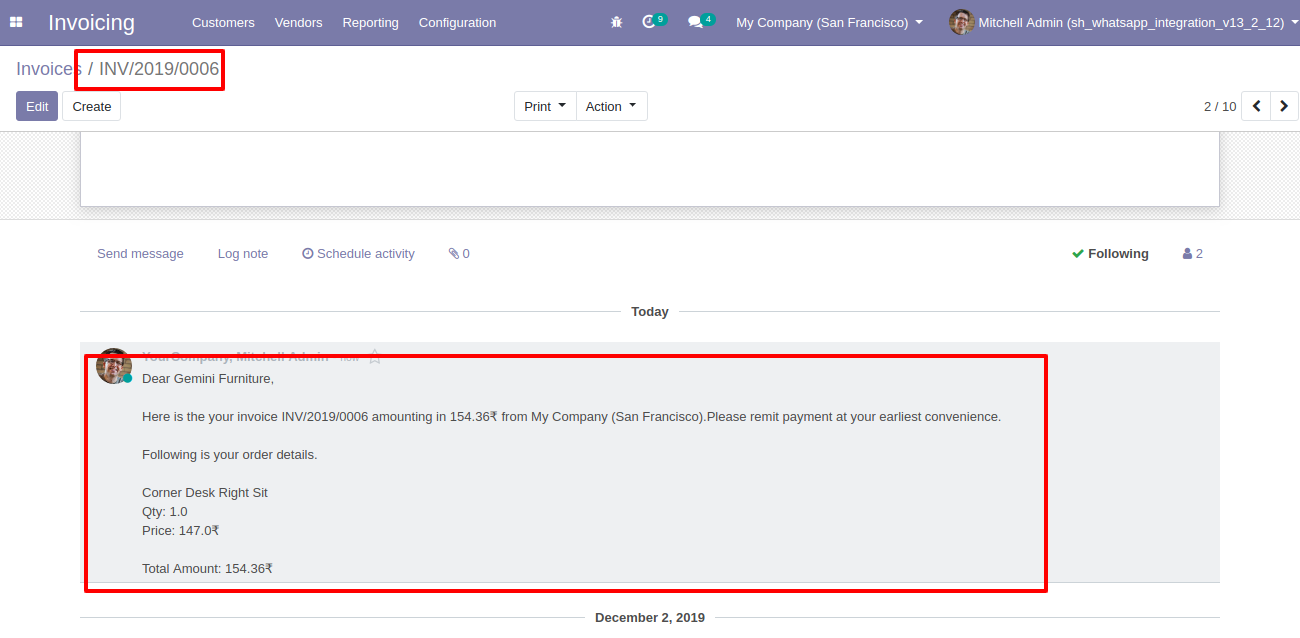 Invoicing Customers Vendors Reporting Configuration 9 4 My Company (San Francisco) Mitchell Admin (sh_whatsapp_integration_v13_2_12)
Invoices / INV/2019/0006
Edit Create Print Action 2 / 10
Send message Log note Schedule activity 0 Following 2
Today
YourCompany, Mitchell Admin - now
Dear Gemini Furniture,
Here is the your invoice INV/2019/0006 amounting in 154.36₹ from My Company (San Francisco).Please remit payment at your earliest convenience.
Following is your order details.
Corner Desk Right Sit
Qty: 1.0
Price: 147.0₹
Total Amount: 154.36₹
December 2, 2019